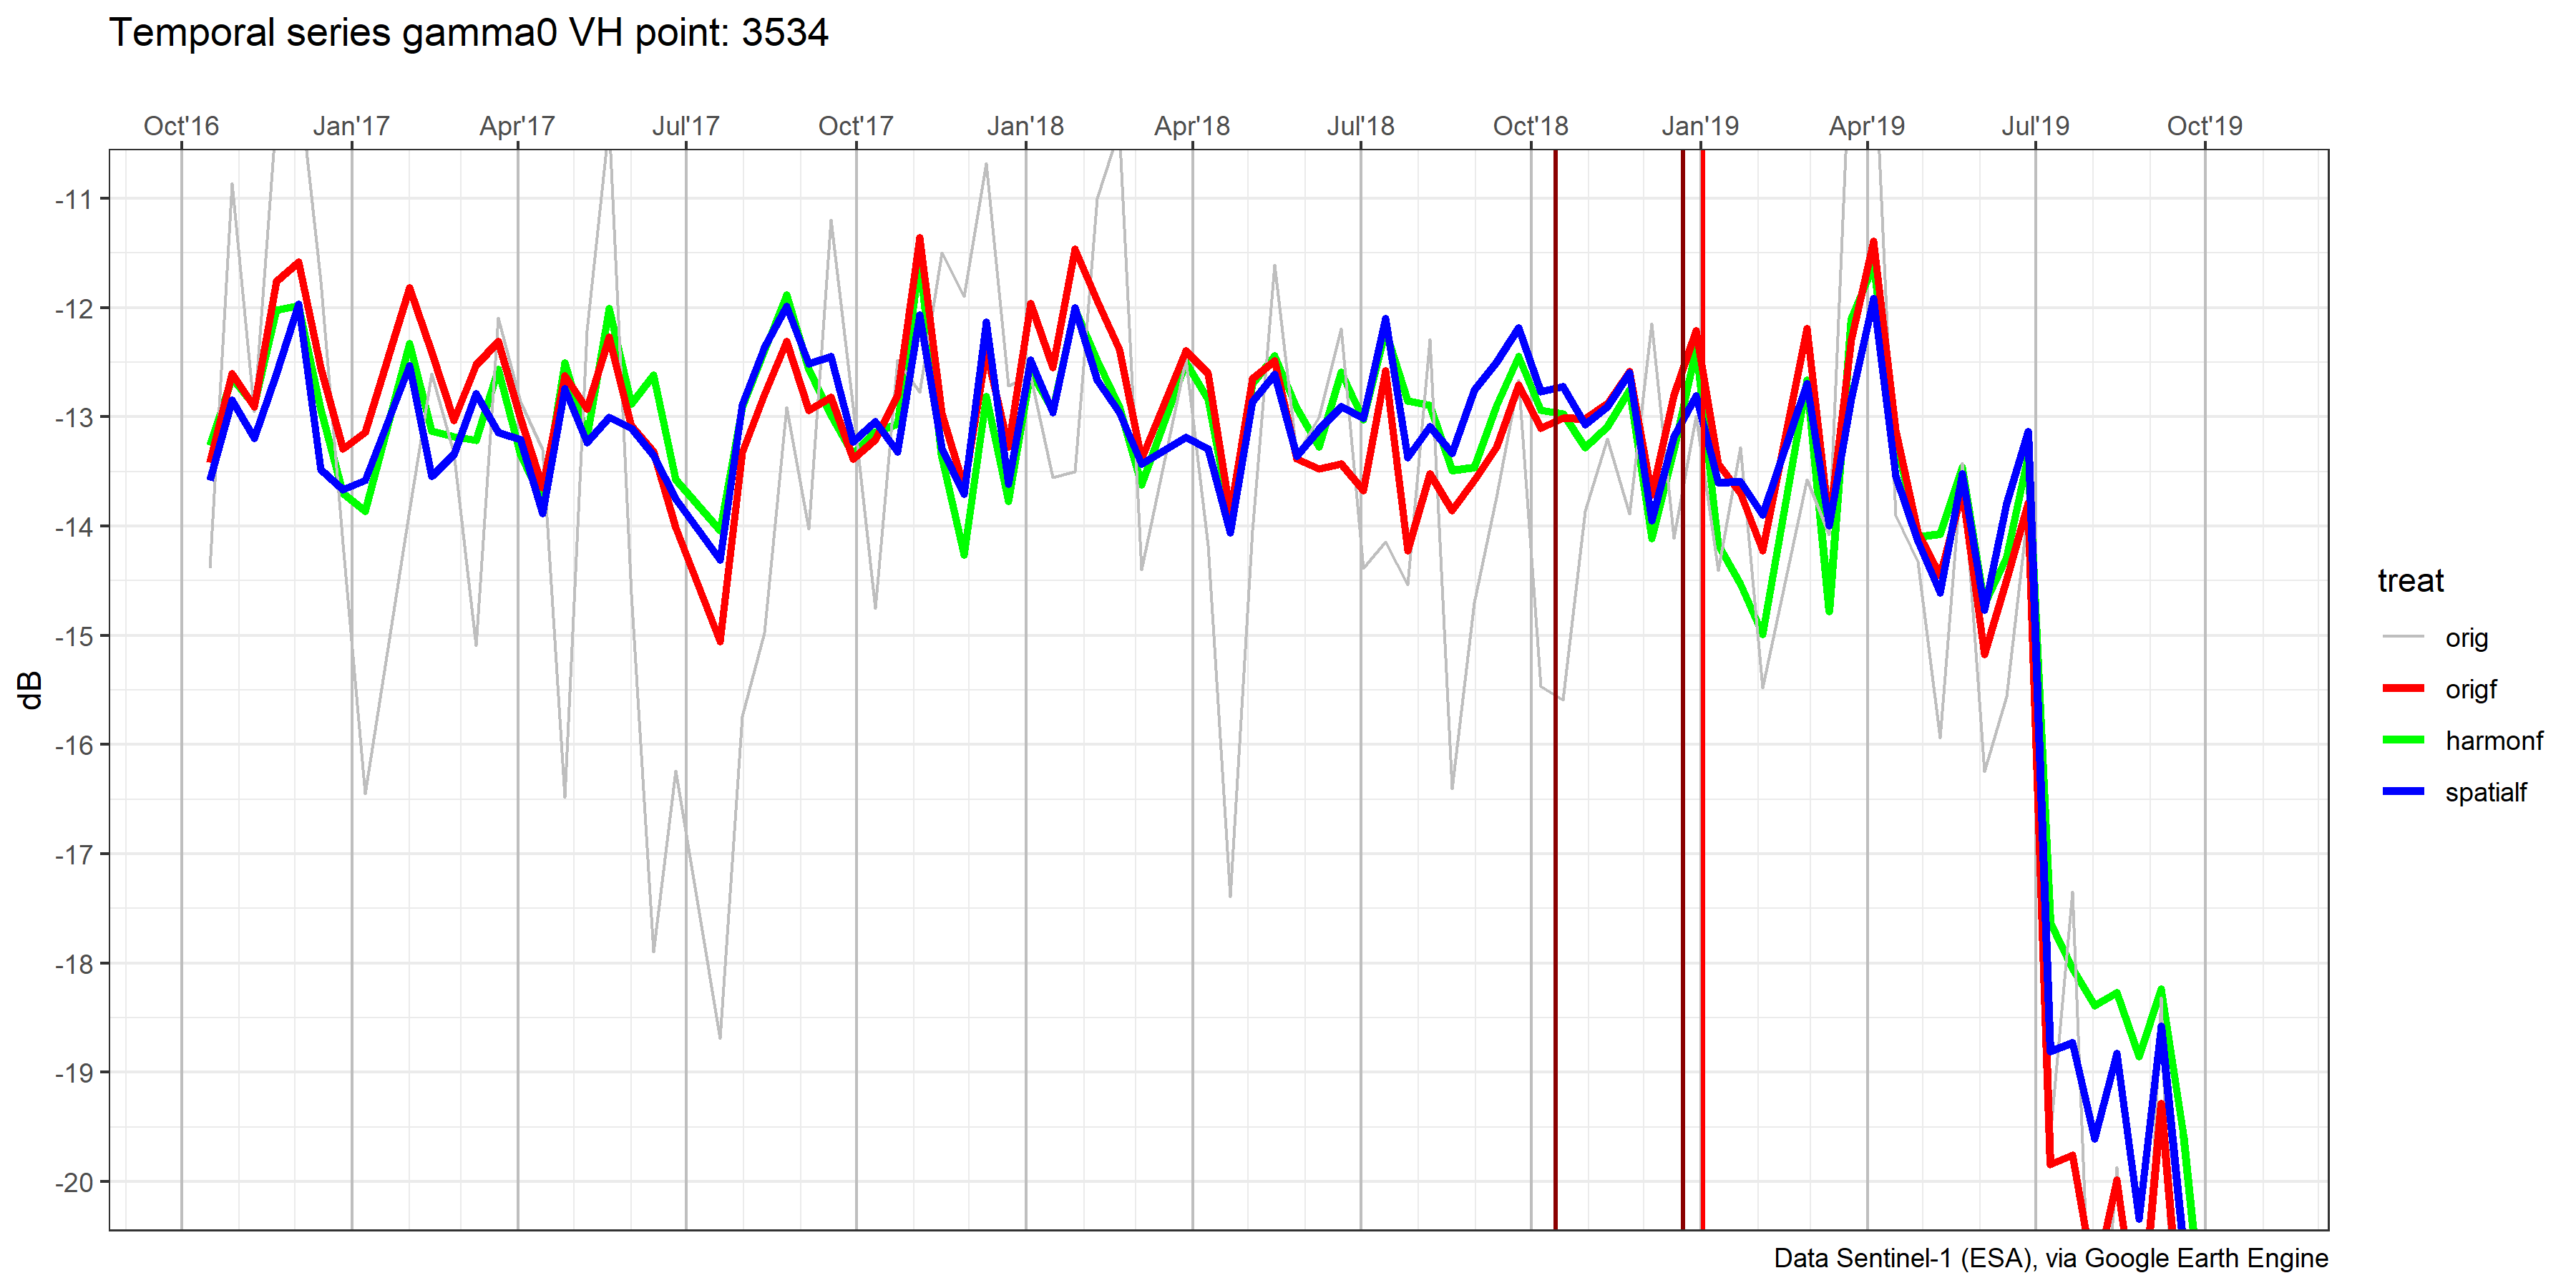 Temporal series gamma0 VH point: 3534
Oct'16 Jan'17 Apr'17 Jul'17 Oct'17 Jan'18 Apr'18 Jul'18 Oct'18 Jan'19 Apr'19 Jul'19 Oct'19
-11
-12
-13
-14
-15
-16
-17
-18
-19
-20
dB
treat
orig
origf
harmonf
spatialf
Data Sentinel-1 (ESA), via Google Earth Engine